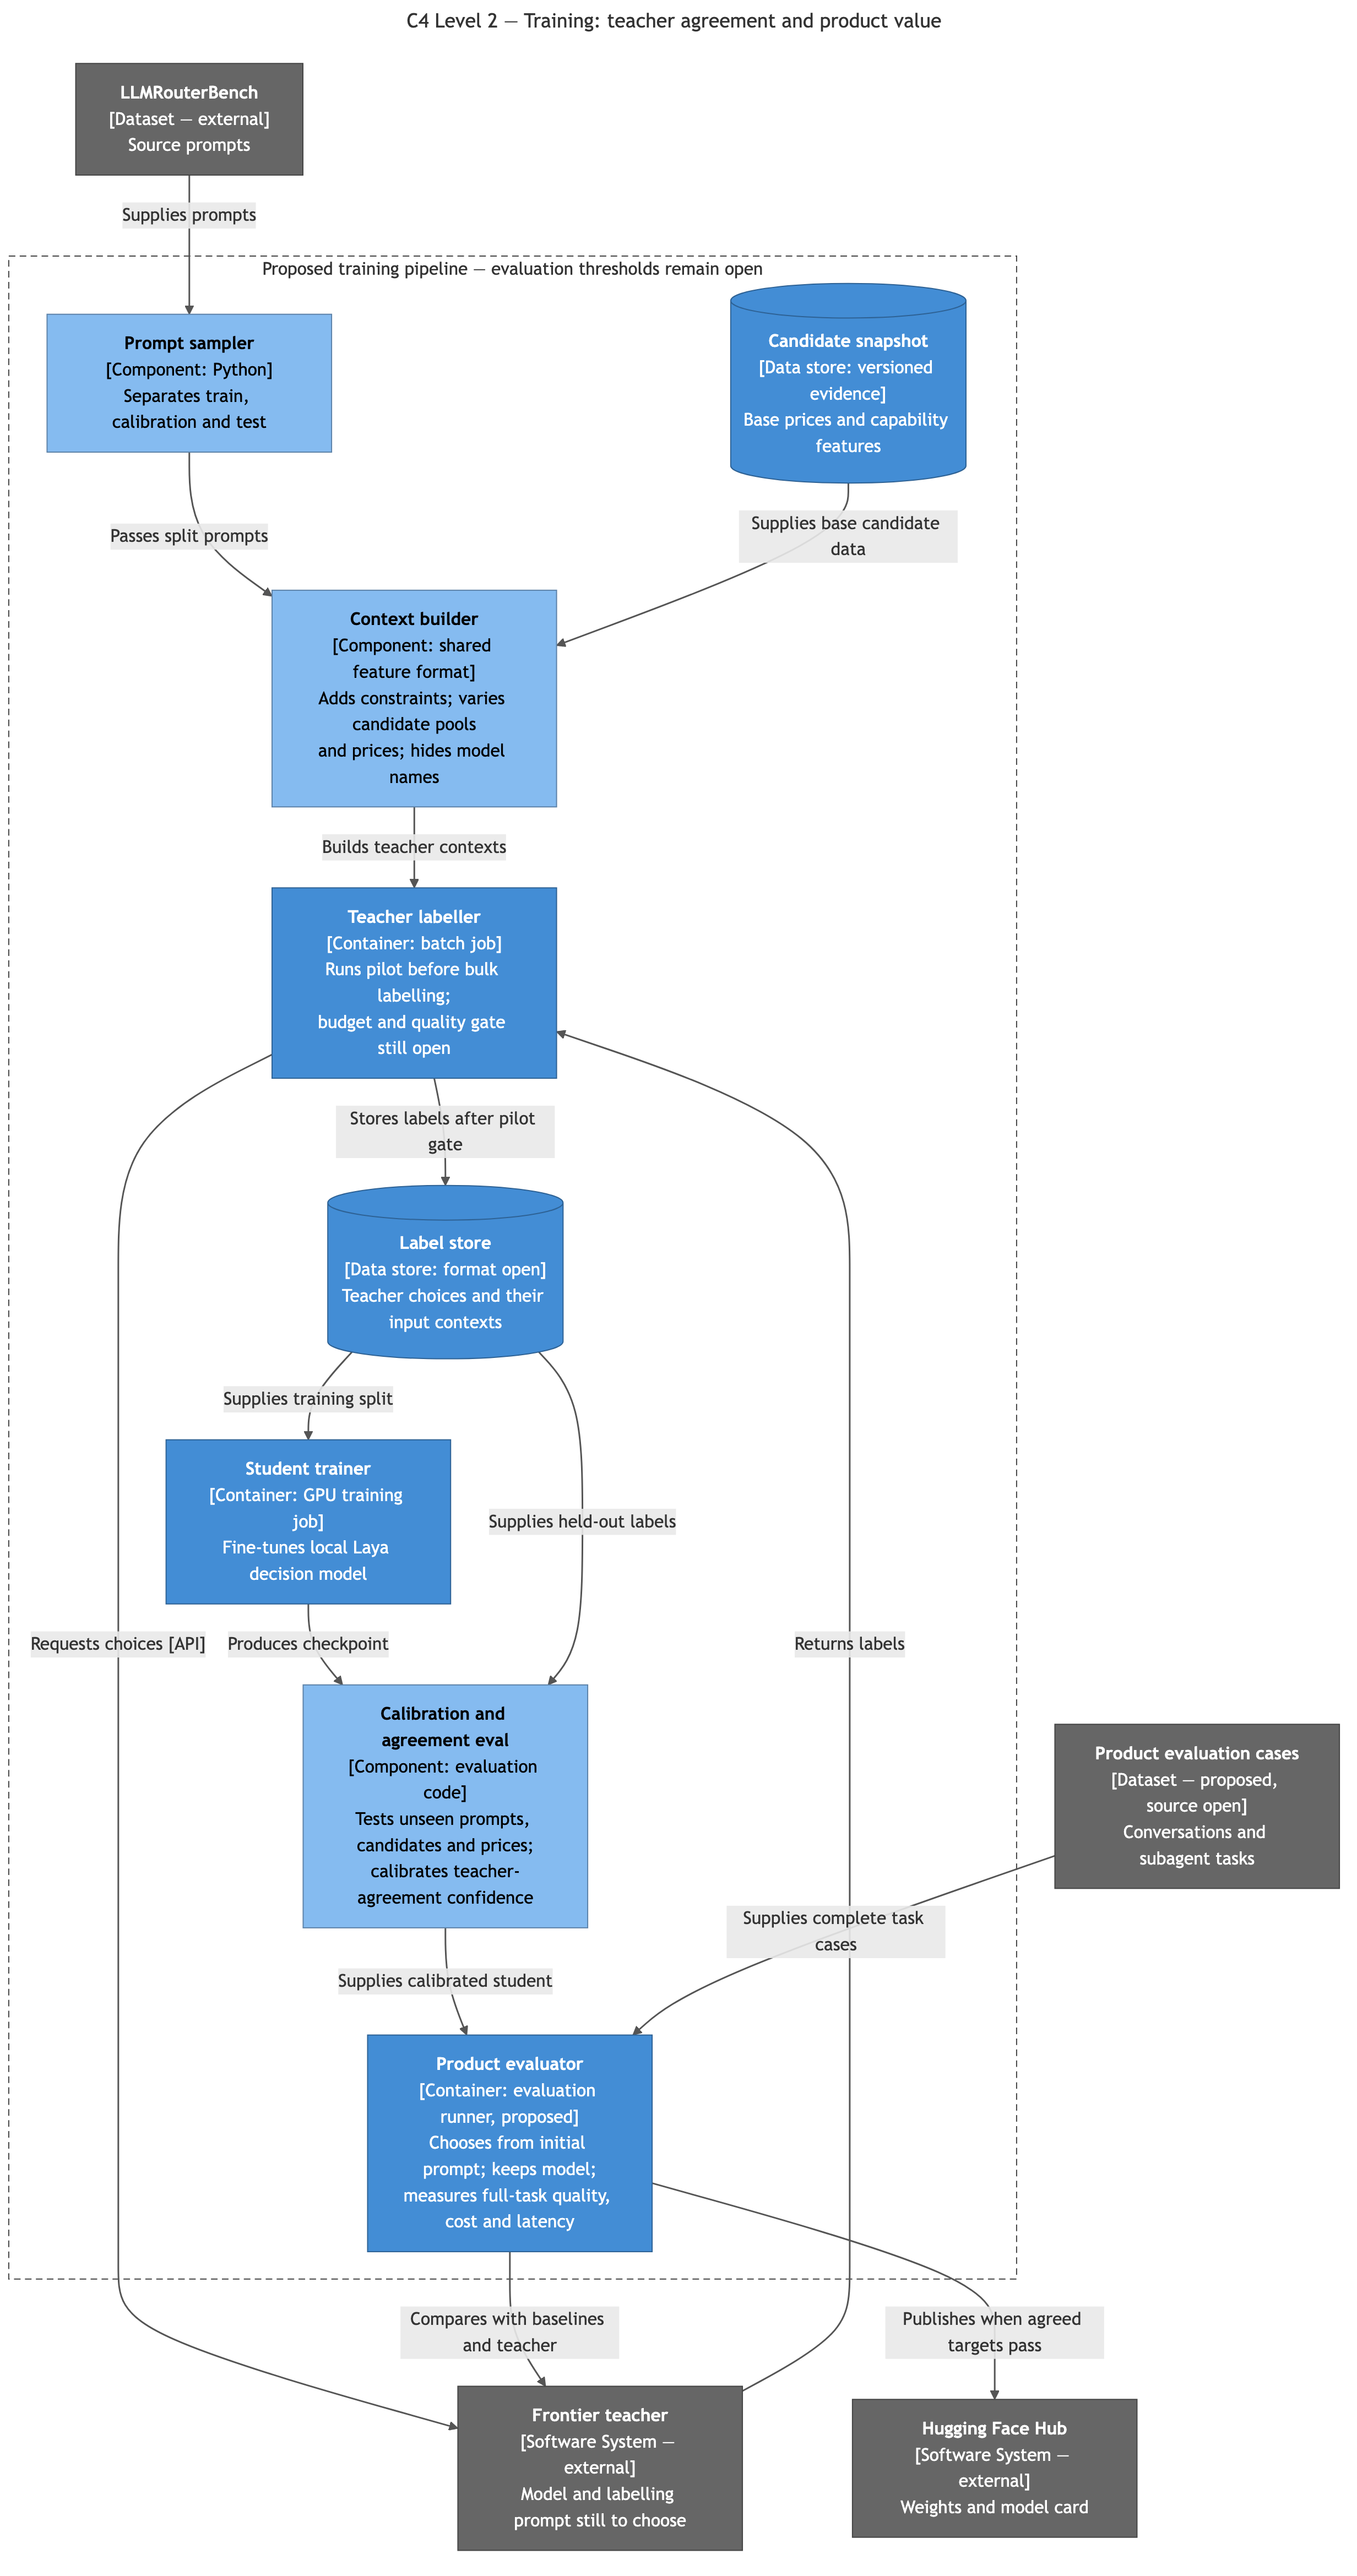 C4 Level 2 — Training: teacher agreement and product value
LLMRouterBench
[Dataset — external]
Source prompts
Supplies prompts
Proposed training pipeline — evaluation thresholds remain open
Prompt sampler
[Component: Python]
Separates train,
calibration and test
Candidate snapshot
[Data store: versioned
evidence]
Base prices and capability
features
Passes split prompts
Supplies base candidate
data
Context builder
[Component: shared
feature format]
Adds constraints; varies
candidate pools
and prices; hides model
names
Builds teacher contexts
Teacher labeller
[Container: batch job]
Runs pilot before bulk
labelling;
budget and quality gate
still open
Stores labels after pilot
gate
Label store
[Data store: format open]
Teacher choices and their
input contexts
Supplies training split
Student trainer
[Container: GPU training
job]
Fine-tunes local Laya
decision model
Supplies held-out labels
Requests choices [API]
Produces checkpoint
Returns labels
Calibration and
agreement eval
[Component: evaluation
code]
Tests unseen prompts,
candidates and prices;
calibrates teacher-
agreement confidence
Product evaluation cases
[Dataset — proposed,
source open]
Conversations and
subagent tasks
Supplies complete task
cases
Supplies calibrated student
Product evaluator
[Container: evaluation
runner, proposed]
Chooses from initial
prompt; keeps model;
measures full-task quality,
cost and latency
Compares with baselines
and teacher
Publishes when agreed
targets pass
Frontier teacher
[Software System —
external]
Model and labelling
prompt still to choose
Hugging Face Hub
[Software System —
external]
Weights and model card